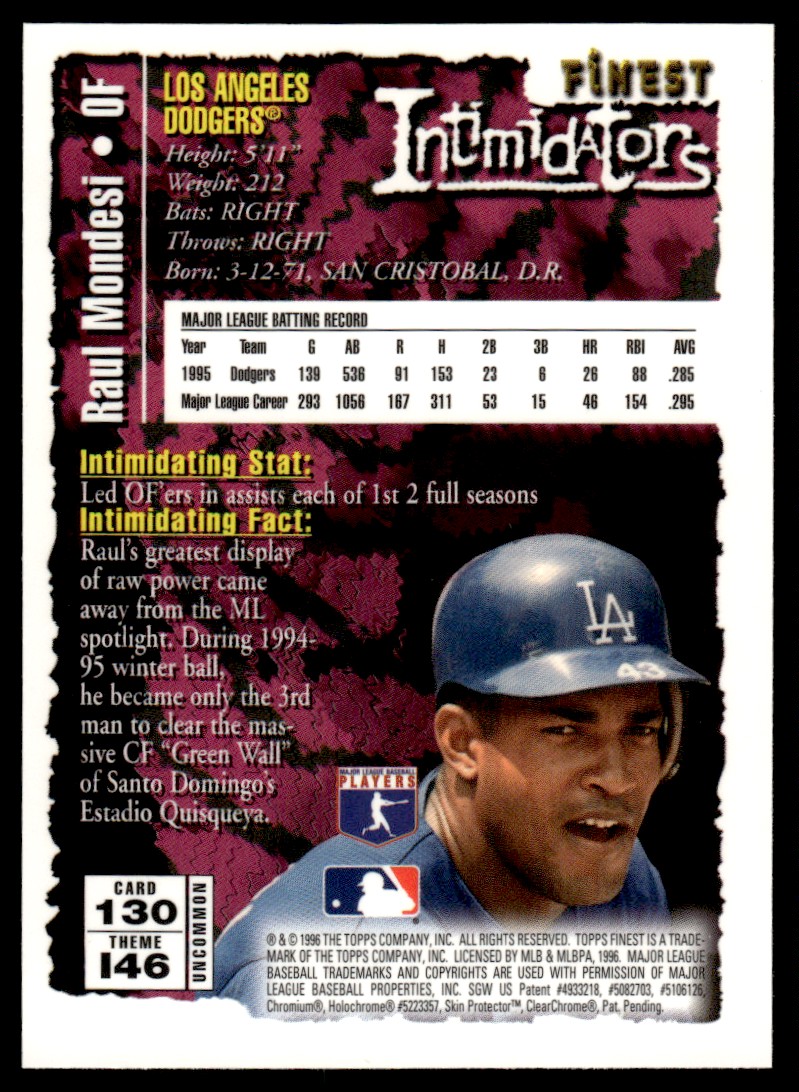 FINEST
Intimidators
Raul Mondesi • OF
LOS ANGELES
DODGERS®
Height: 5'11"
Weight: 212
Bats: RIGHT
Throws: RIGHT
Born: 3-12-71, SAN CRISTOBAL, D.R.
MAJOR LEAGUE BATTING RECORD
Year Team G AB R H 2B 3B HR RBI AVG
1995 Dodgers 139 536 91 153 23 6 26 88 .285
Major League Career 293 1056 167 311 53 15 46 154 .295
Intimidating Stat:
Led OF'ers in assists each of 1st 2 full seasons
Intimidating Fact:
Raul's greatest display
of raw power came
away from the ML
spotlight. During 1994-
95 winter ball,
he became only the 3rd
man to clear the mas-
sive CF "Green Wall"
of Santo Domingo's
Estadio Quisqueya.
LA
43
MAJOR LEAGUE BASEBALL
PLAYERS
CARD
130
THEME
I46
UNCOMMON
® & © 1996 THE TOPPS COMPANY, INC. ALL RIGHTS RESERVED. TOPPS FINEST IS A TRADE-
MARK OF THE TOPPS COMPANY, INC. LICENSED BY MLB & MLBPA, 1996. MAJOR LEAGUE
BASEBALL TRADEMARKS AND COPYRIGHTS ARE USED WITH PERMISSION OF MAJOR
LEAGUE BASEBALL PROPERTIES, INC. SGW US Patent #4933218, #5082703, #5106126,
Chromium®, Holochrome® #5223357, Skin Protector™, ClearChrome®, Pat. Pending.